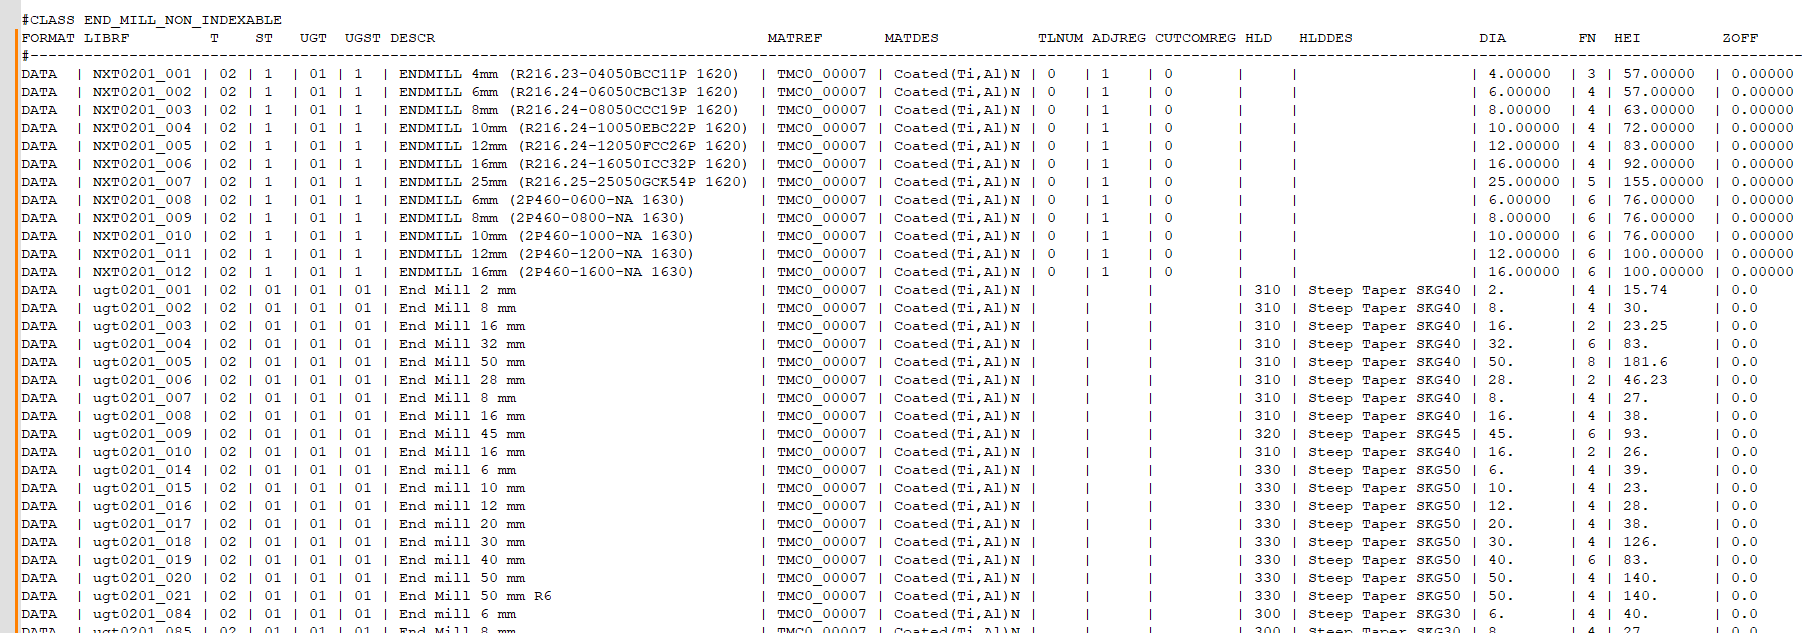 #CLASS END_MILL_NON_INDEXABLE
FORMAT LIBRF T ST UGT UGST DESCR MATREF MATDES TLNUM ADJREG CUTCOMREG HLD HLDDES DIA FN HEI ZOFF
#----------------------------------------------------------------------------------------------------
DATA | NXT0201_001 | 02 | 1 | 01 | 1 | ENDMILL 4mm (R216.23-04050BCC11P 1620) | TMC0_00007 | Coated(Ti,Al)N | 0 | 1 | 0 | | | 4.00000 | 3 | 57.00000 | 0.00000
DATA | NXT0201_002 | 02 | 1 | 01 | 1 | ENDMILL 6mm (R216.24-06050CBC13P 1620) | TMC0_00007 | Coated(Ti,Al)N | 0 | 1 | 0 | | | 6.00000 | 4 | 57.00000 | 0.00000
DATA | NXT0201_003 | 02 | 1 | 01 | 1 | ENDMILL 8mm (R216.24-08050CCC19P 1620) | TMC0_00007 | Coated(Ti,Al)N | 0 | 1 | 0 | | | 8.00000 | 4 | 63.00000 | 0.00000
DATA | NXT0201_004 | 02 | 1 | 01 | 1 | ENDMILL 10mm (R216.24-10050EBC22P 1620) | TMC0_00007 | Coated(Ti,Al)N | 0 | 1 | 0 | | | 10.00000 | 4 | 72.00000 | 0.00000
DATA | NXT0201_005 | 02 | 1 | 01 | 1 | ENDMILL 12mm (R216.24-12050FCC26P 1620) | TMC0_00007 | Coated(Ti,Al)N | 0 | 1 | 0 | | | 12.00000 | 4 | 83.00000 | 0.00000
DATA | NXT0201_006 | 02 | 1 | 01 | 1 | ENDMILL 16mm (R216.24-16050ICC32P 1620) | TMC0_00007 | Coated(Ti,Al)N | 0 | 1 | 0 | | | 16.00000 | 4 | 92.00000 | 0.00000
DATA | NXT0201_007 | 02 | 1 | 01 | 1 | ENDMILL 25mm (R216.25-25050GCK54P 1620) | TMC0_00007 | Coated(Ti,Al)N | 0 | 1 | 0 | | | 25.00000 | 5 | 155.00000 | 0.00000
DATA | NXT0201_008 | 02 | 1 | 01 | 1 | ENDMILL 6mm (2P460-0600-NA 1630) | TMC0_00007 | Coated(Ti,Al)N | 0 | 1 | 0 | | | 6.00000 | 6 | 76.00000 | 0.00000
DATA | NXT0201_009 | 02 | 1 | 01 | 1 | ENDMILL 8mm (2P460-0800-NA 1630) | TMC0_00007 | Coated(Ti,Al)N | 0 | 1 | 0 | | | 8.00000 | 6 | 76.00000 | 0.00000
DATA | NXT0201_010 | 02 | 1 | 01 | 1 | ENDMILL 10mm (2P460-1000-NA 1630) | TMC0_00007 | Coated(Ti,Al)N | 0 | 1 | 0 | | | 10.00000 | 6 | 76.00000 | 0.00000
DATA | NXT0201_011 | 02 | 1 | 01 | 1 | ENDMILL 12mm (2P460-1200-NA 1630) | TMC0_00007 | Coated(Ti,Al)N | 0 | 1 | 0 | | | 12.00000 | 6 | 100.00000 | 0.00000
DATA | NXT0201_012 | 02 | 1 | 01 | 1 | ENDMILL 16mm (2P460-1600-NA 1630) | TMC0_00007 | Coated(Ti,Al)N | 0 | 1 | 0 | | | 16.00000 | 6 | 100.00000 | 0.00000
DATA | ugt0201_001 | 02 | 01 | 01 | 01 | End Mill 2 mm | TMC0_00007 | Coated(Ti,Al)N | | | | 310 | Steep Taper SKG40 | 2. | 4 | 15.74 | 0.0
DATA | ugt0201_002 | 02 | 01 | 01 | 01 | End Mill 8 mm | TMC0_00007 | Coated(Ti,Al)N | | | | 310 | Steep Taper SKG40 | 8. | 4 | 30. | 0.0
DATA | ugt0201_003 | 02 | 01 | 01 | 01 | End Mill 16 mm | TMC0_00007 | Coated(Ti,Al)N | | | | 310 | Steep Taper SKG40 | 16. | 2 | 23.25 | 0.0
DATA | ugt0201_004 | 02 | 01 | 01 | 01 | End Mill 32 mm | TMC0_00007 | Coated(Ti,Al)N | | | | 310 | Steep Taper SKG40 | 32. | 6 | 83. | 0.0
DATA | ugt0201_005 | 02 | 01 | 01 | 01 | End Mill 50 mm | TMC0_00007 | Coated(Ti,Al)N | | | | 310 | Steep Taper SKG40 | 50. | 8 | 181.6 | 0.0
DATA | ugt0201_006 | 02 | 01 | 01 | 01 | End Mill 28 mm | TMC0_00007 | Coated(Ti,Al)N | | | | 310 | Steep Taper SKG40 | 28. | 2 | 46.23 | 0.0
DATA | ugt0201_007 | 02 | 01 | 01 | 01 | End Mill 8 mm | TMC0_00007 | Coated(Ti,Al)N | | | | 310 | Steep Taper SKG40 | 8. | 4 | 27. | 0.0
DATA | ugt0201_008 | 02 | 01 | 01 | 01 | End Mill 16 mm | TMC0_00007 | Coated(Ti,Al)N | | | | 310 | Steep Taper SKG40 | 16. | 4 | 38. | 0.0
DATA | ugt0201_009 | 02 | 01 | 01 | 01 | End Mill 45 mm | TMC0_00007 | Coated(Ti,Al)N | | | | 320 | Steep Taper SKG45 | 45. | 6 | 93. | 0.0
DATA | ugt0201_010 | 02 | 01 | 01 | 01 | End Mill 16 mm | TMC0_00007 | Coated(Ti,Al)N | | | | 310 | Steep Taper SKG40 | 16. | 2 | 26. | 0.0
DATA | ugt0201_014 | 02 | 01 | 01 | 01 | End mill 6 mm | TMC0_00007 | Coated(Ti,Al)N | | | | 330 | Steep Taper SKG50 | 6. | 4 | 39. | 0.0
DATA | ugt0201_015 | 02 | 01 | 01 | 01 | End mill 10 mm | TMC0_00007 | Coated(Ti,Al)N | | | | 330 | Steep Taper SKG50 | 10. | 4 | 23. | 0.0
DATA | ugt0201_016 | 02 | 01 | 01 | 01 | End mill 12 mm | TMC0_00007 | Coated(Ti,Al)N | | | | 330 | Steep Taper SKG50 | 12. | 4 | 28. | 0.0
DATA | ugt0201_017 | 02 | 01 | 01 | 01 | End mill 20 mm | TMC0_00007 | Coated(Ti,Al)N | | | | 330 | Steep Taper SKG50 | 20. | 4 | 38. | 0.0
DATA | ugt0201_018 | 02 | 01 | 01 | 01 | End mill 30 mm | TMC0_00007 | Coated(Ti,Al)N | | | | 330 | Steep Taper SKG50 | 30. | 4 | 126. | 0.0
DATA | ugt0201_019 | 02 | 01 | 01 | 01 | End mill 40 mm | TMC0_00007 | Coated(Ti,Al)N | | | | 330 | Steep Taper SKG50 | 40. | 6 | 83. | 0.0
DATA | ugt0201_020 | 02 | 01 | 01 | 01 | End mill 50 mm | TMC0_00007 | Coated(Ti,Al)N | | | | 330 | Steep Taper SKG50 | 50. | 4 | 140. | 0.0
DATA | ugt0201_021 | 02 | 01 | 01 | 01 | End Mill 50 mm R6 | TMC0_00007 | Coated(Ti,Al)N | | | | 330 | Steep Taper SKG50 | 50. | 4 | 140. | 0.0
DATA | ugt0201_084 | 02 | 01 | 01 | 01 | End mill 6 mm | TMC0_00007 | Coated(Ti,Al)N | | | | 300 | Steep Taper SKG30 | 6. | 4 | 40. | 0.0